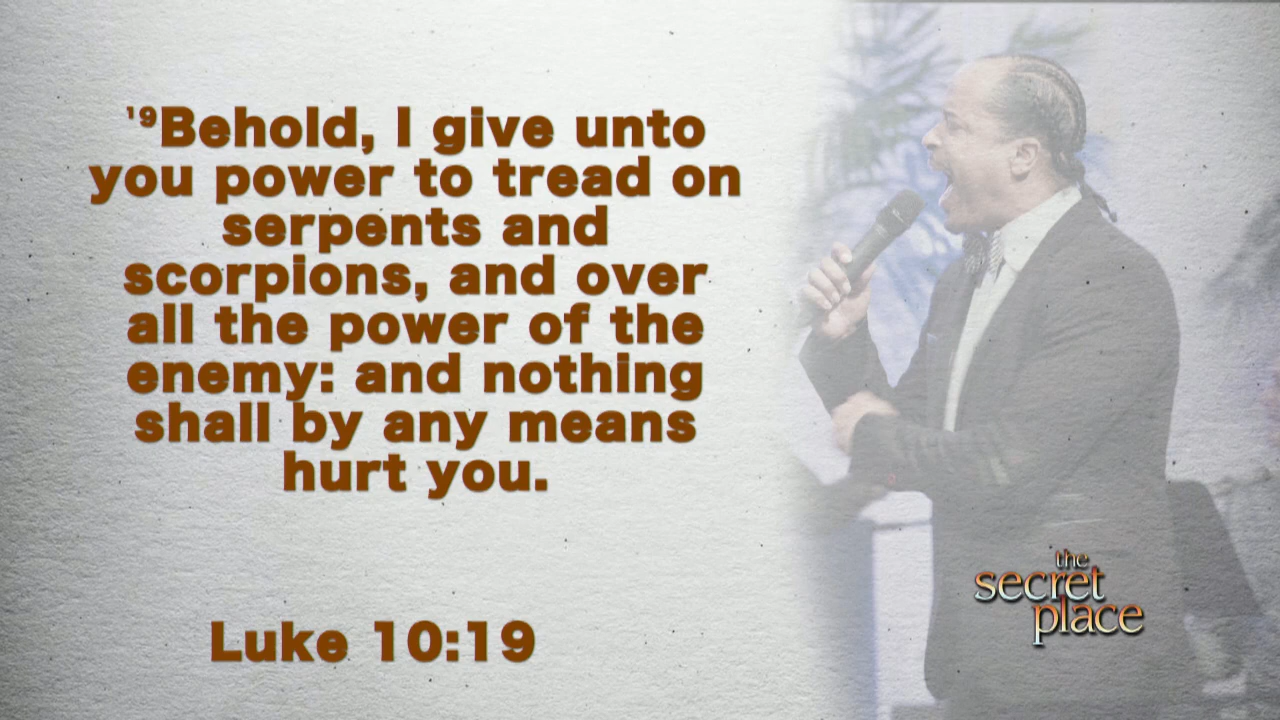 ¹⁹Behold, I give unto
you power to tread on
serpents and
scorpions, and over
all the power of the
enemy: and nothing
shall by any means
hurt you.
Luke 10:19
the
secret
place